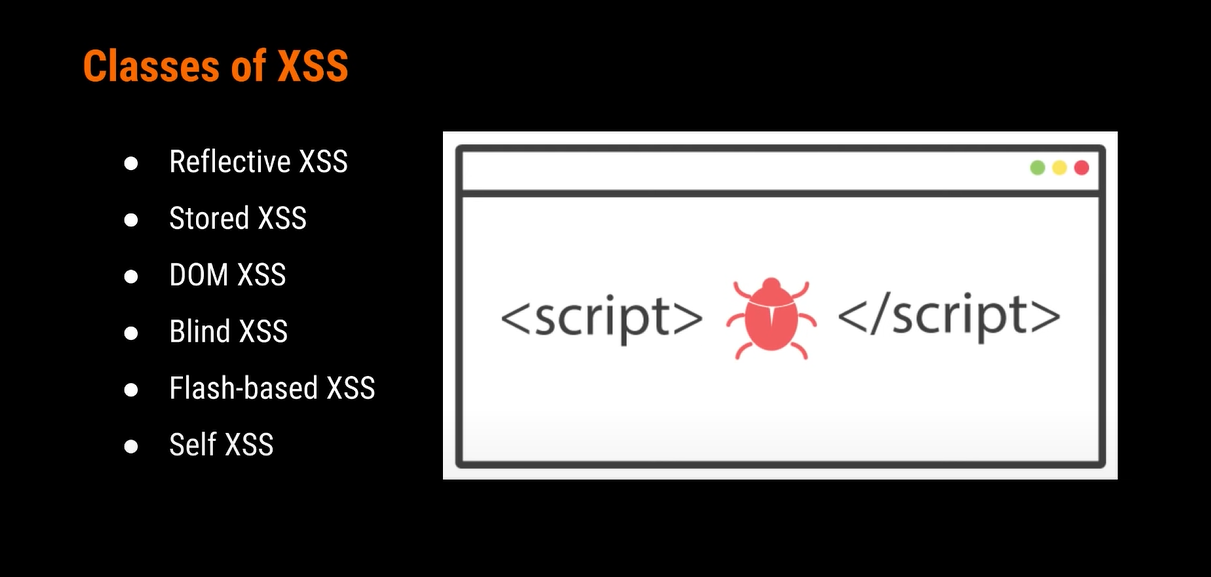 Classes of XSS
● Reflective XSS
● Stored XSS
● DOM XSS
● Blind XSS
● Flash-based XSS
● Self XSS
<script> </script>